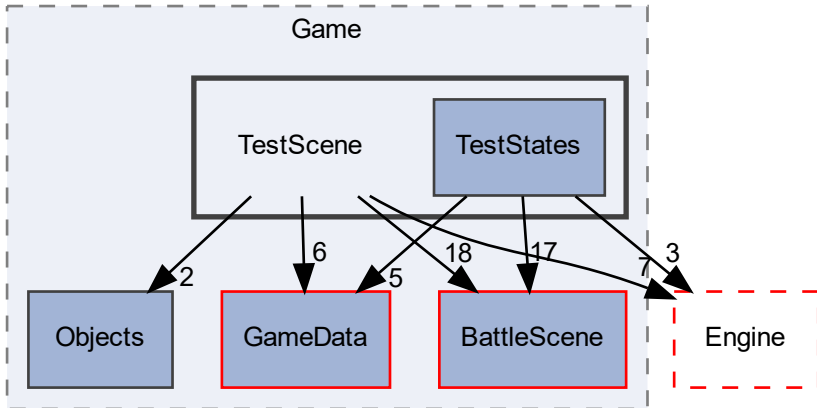 Game
TestScene
TestStates
2
6
5
18
17
7
3
Objects
GameData
BattleScene
Engine